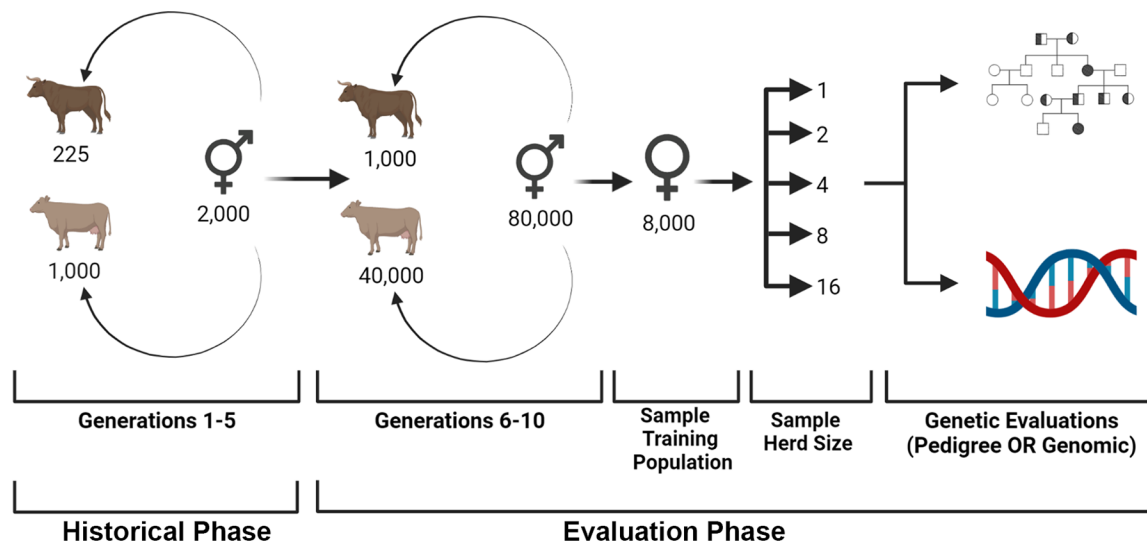 225
1,000
2,000
1,000
40,000
80,000
8,000
1
2
4
8
16
Generations 1-5
Generations 6-10
Sample
Training
Population
Sample
Herd Size
Genetic Evaluations
(Pedigree OR Genomic)
Historical Phase
Evaluation Phase